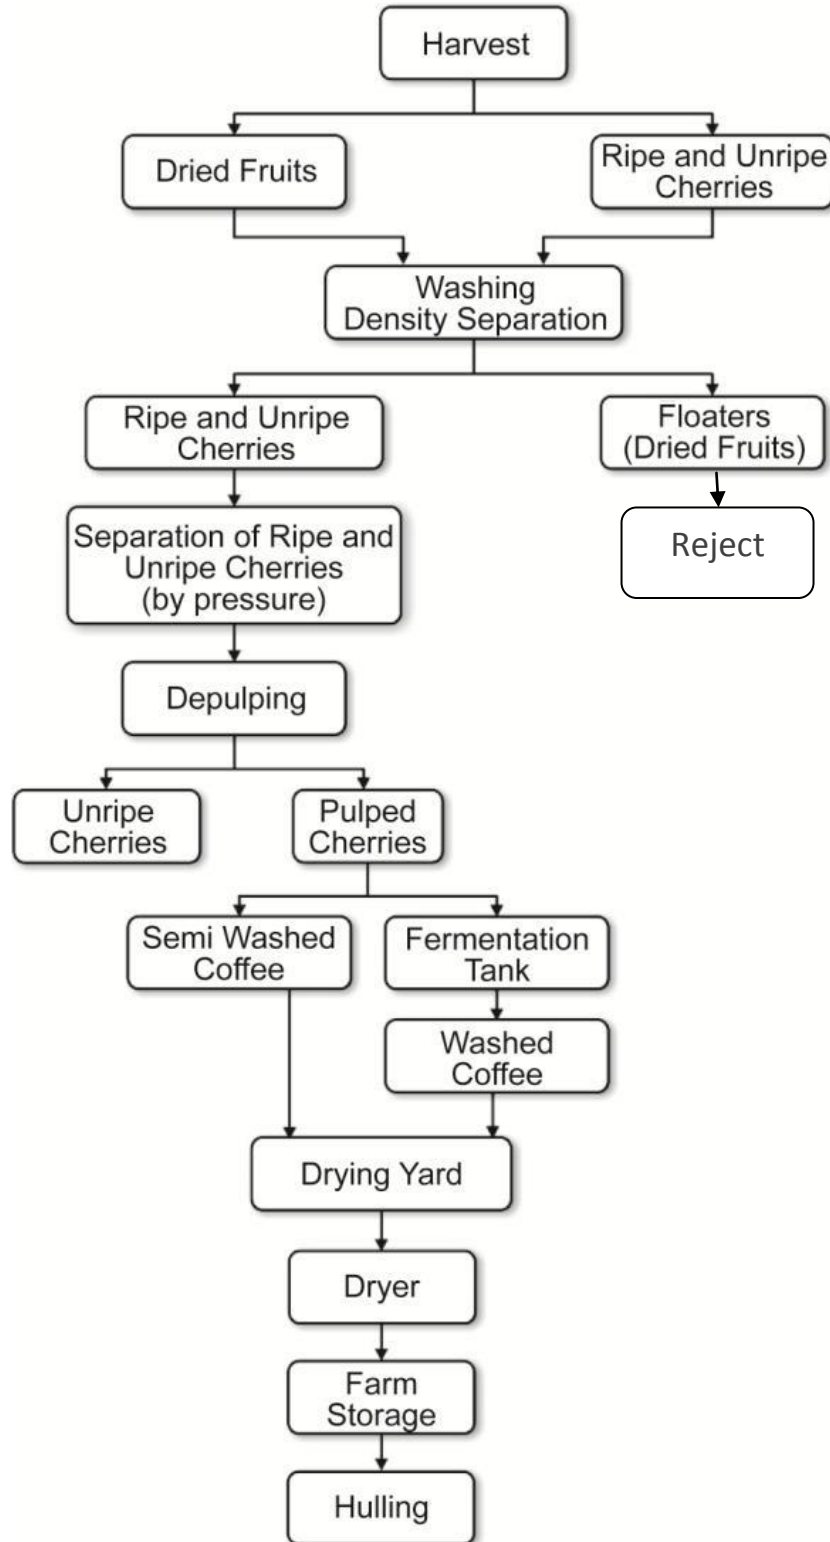 Harvest
Dried Fruits
Ripe and Unripe
Cherries
Washing
Density Separation
Ripe and Unripe
Cherries
Floaters
(Dried Fruits)
Separation of Ripe and
Unripe Cherries
(by pressure)
Reject
Depulping
Unripe
Cherries
Pulped
Cherries
Semi Washed
Coffee
Fermentation
Tank
Washed
Coffee
Drying Yard
Dryer
Farm
Storage
Hulling